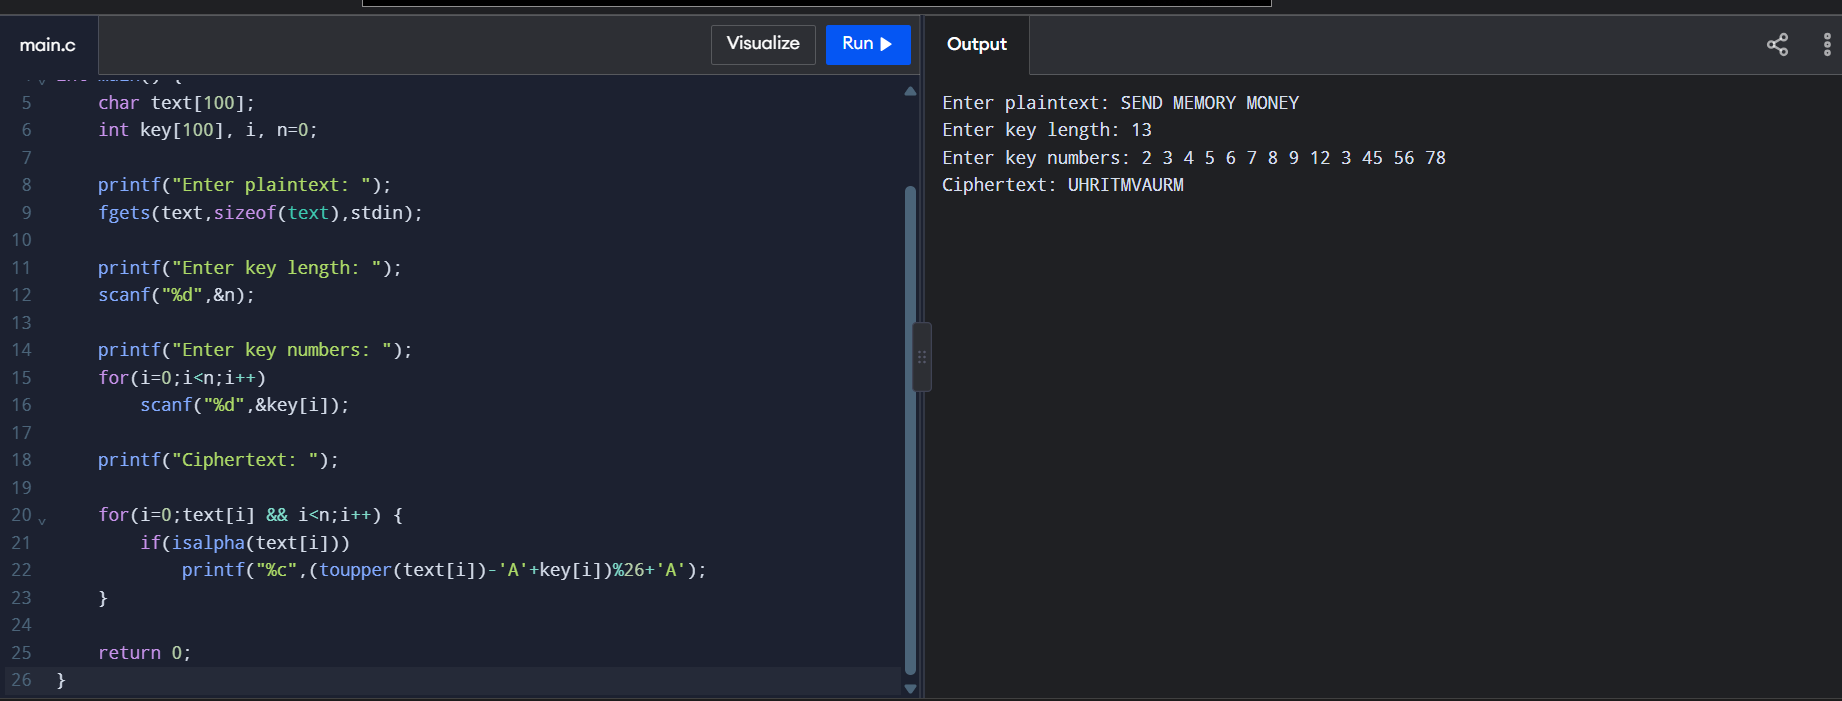 main.c
Visualize
Run
5 char text[100];
6 int key[100], i, n=0;
7
8 printf("Enter plaintext: ");
9 fgets(text,sizeof(text),stdin);
10
11 printf("Enter key length: ");
12 scanf("%d",&n);
13
14 printf("Enter key numbers: ");
15 for(i=0;i<n;i++)
16 scanf("%d",&key[i]);
17
18 printf("Ciphertext: ");
19
20 for(i=0;text[i] && i<n;i++) {
21 if(isalpha(text[i]))
22 printf("%c",(toupper(text[i])-'A'+key[i])%26+'A');
23 }
24
25 return 0;
26 }
Output
Enter plaintext: SEND MEMORY MONEY
Enter key length: 13
Enter key numbers: 2 3 4 5 6 7 8 9 12 3 45 56 78
Ciphertext: UHRITMVAURM